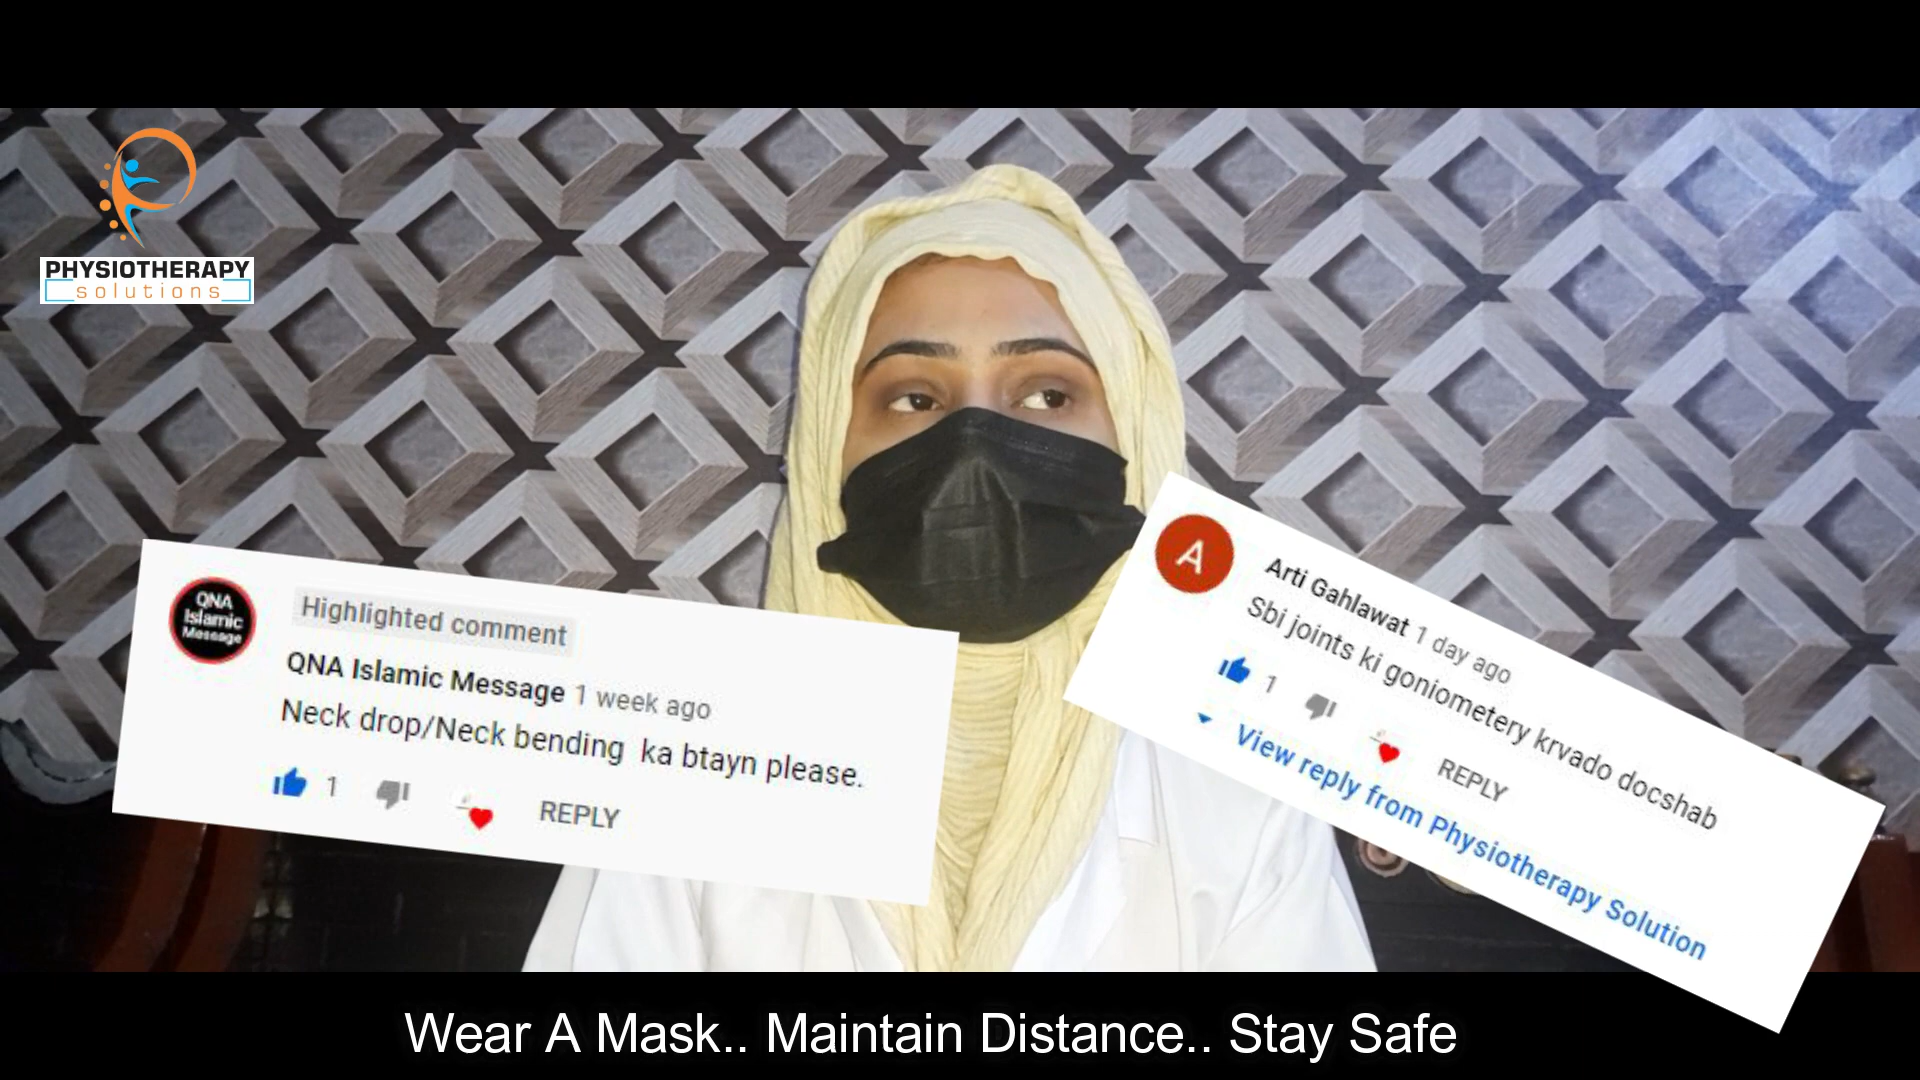 PHYSIOTHERAPY
solutions
QNA
Islamic
Message
Highlighted comment
QNA Islamic Message 1 week ago
Neck drop/Neck bending ka btayn please.
1
REPLY
A
Arti Gahlawat 1 day ago
Sbi joints ki goniometery krvado docshab
1
REPLY
View reply from Physiotherapy Solution
Wear A Mask.. Maintain Distance.. Stay Safe